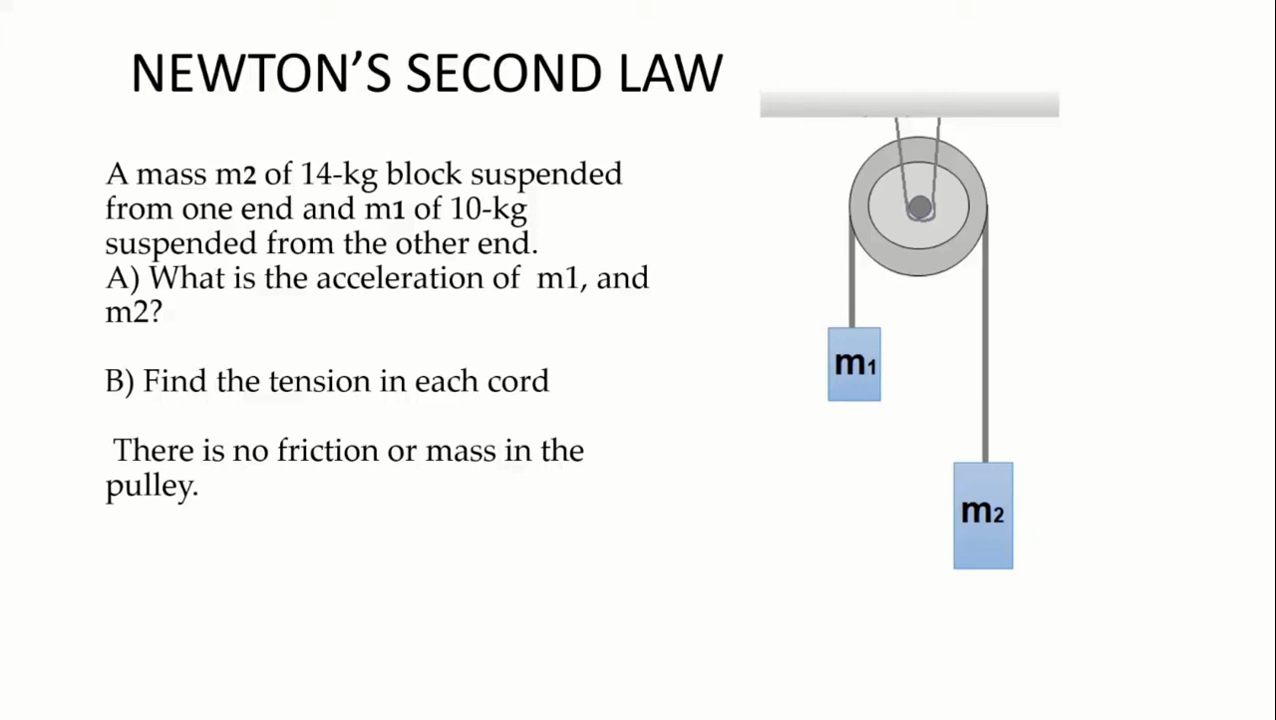 NEWTON’S SECOND LAW
A mass m2 of 14-kg block suspended
from one end and m1 of 10-kg
suspended from the other end.
A) What is the acceleration of  m1, and
m2?
B) Find the tension in each cord
There is no friction or mass in the
pulley.
m1
m2